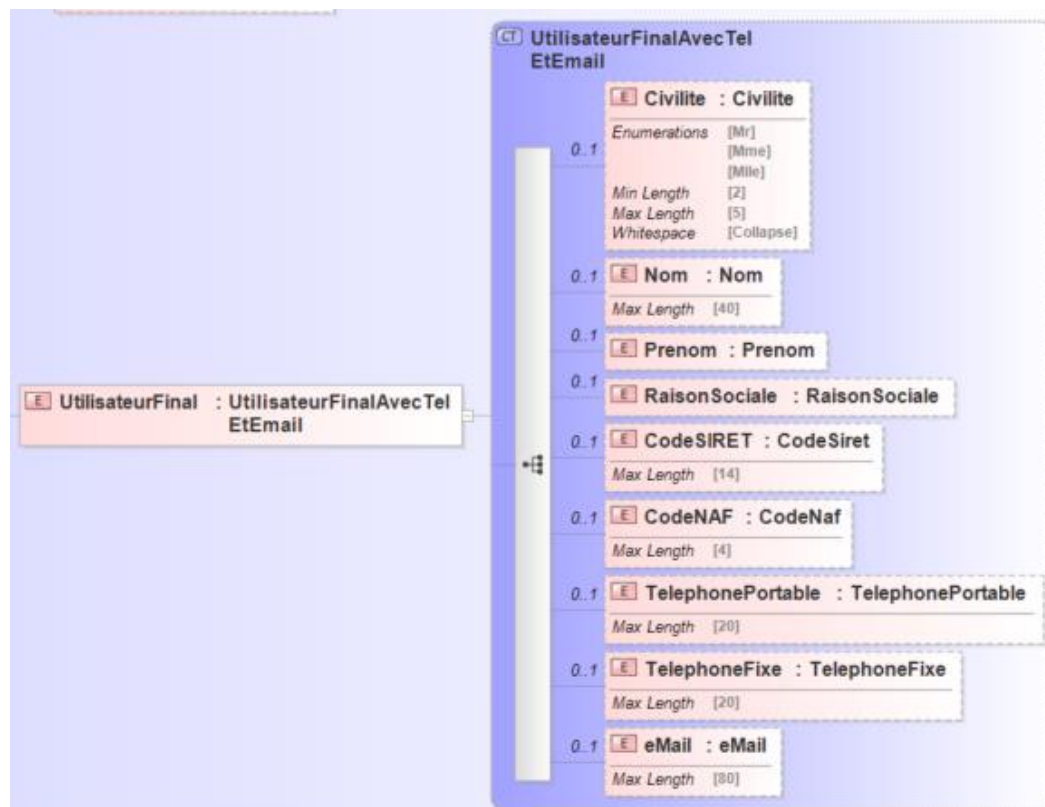 CT UtilisateurFinalAvecTel
EtEmail
E Civilite : Civilite
Enumerations [Mr]
0..1 [Mme]
[Mlle]
Min Length [2]
Max Length [5]
Whitespace [Collapse]
0..1 E Nom : Nom
Max Length [40]
0..1 E Prenom : Prenom
0..1 E RaisonSociale : RaisonSociale
E UtilisateurFinal : UtilisateurFinalAvecTel
EtEmail
0..1 E CodeSIRET : CodeSiret
Max Length [14]
0..1 E CodeNAF : CodeNaf
Max Length [4]
0..1 E TelephonePortable : TelephonePortable
Max Length [20]
0..1 E TelephoneFixe : TelephoneFixe
Max Length [20]
0..1 E eMail : eMail
Max Length [80]